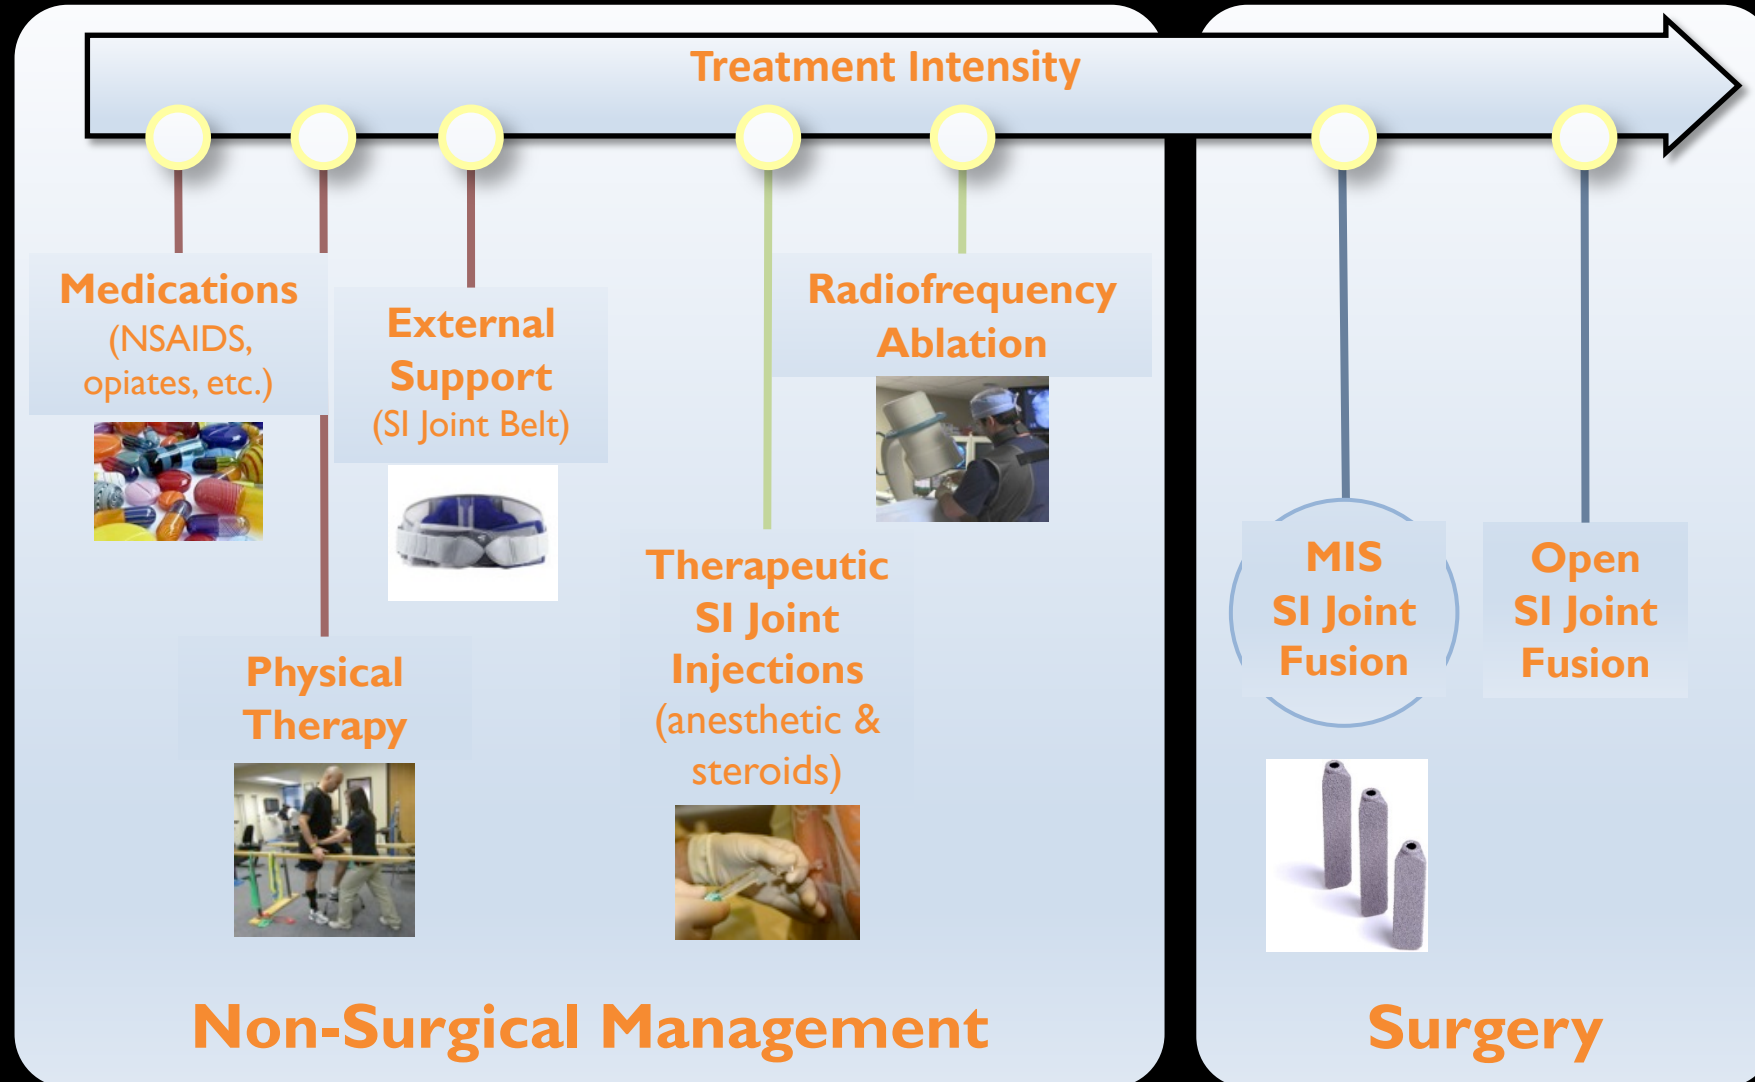 Treatment Intensity
Medications
(NSAIDS,
opiates, etc.)
Physical
Therapy
External
Support
(SI Joint Belt)
Therapeutic
SI Joint
Injections
(anesthetic &
steroids)
Radiofrequency
Ablation
MIS
SI Joint
Fusion
Open
SI Joint
Fusion
Non-Surgical Management
Surgery